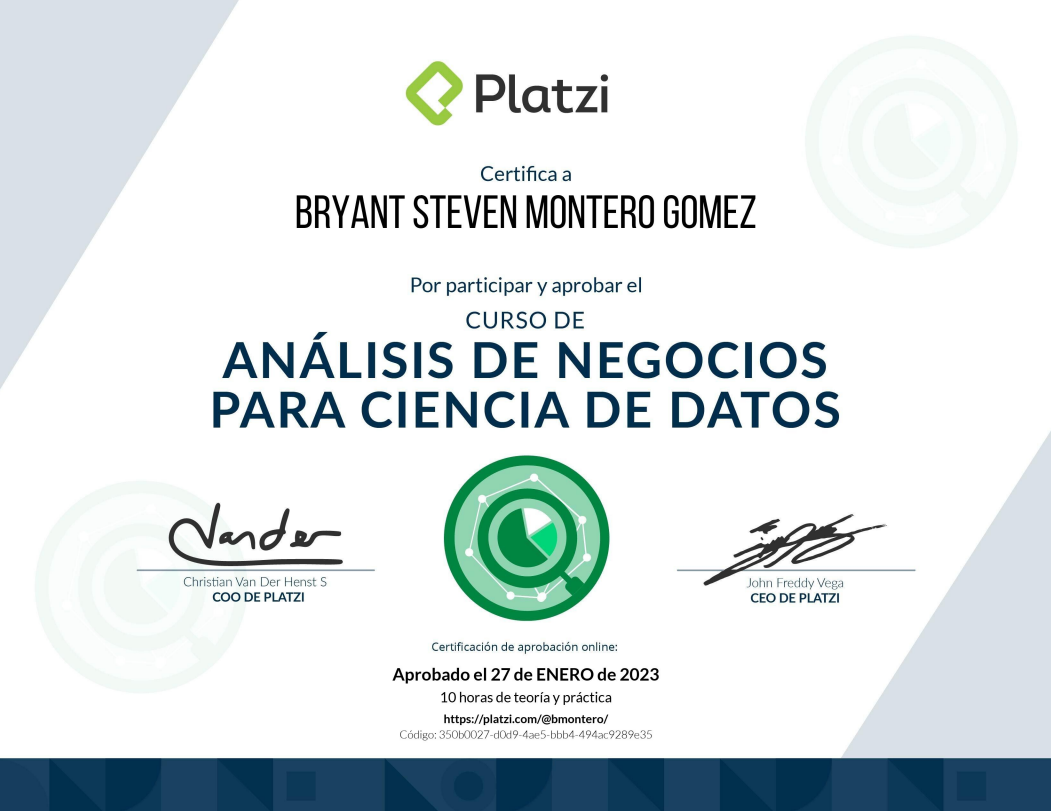 Platzi
Certifica a
BRYANT STEVEN MONTERO GOMEZ
Por participar y aprobar el
CURSO DE
ANÁLISIS DE NEGOCIOS
PARA CIENCIA DE DATOS
Vander
Christian Van Der Henst S
COO DE PLATZI
John Freddy Vega
CEO DE PLATZI
Certificación de aprobación online:
Aprobado el 27 de ENERO de 2023
10 horas de teoría y práctica
https://platzi.com/@bmontero/
Código: 350b0027-d0d9-4ae5-bbb4-494ac9289e35